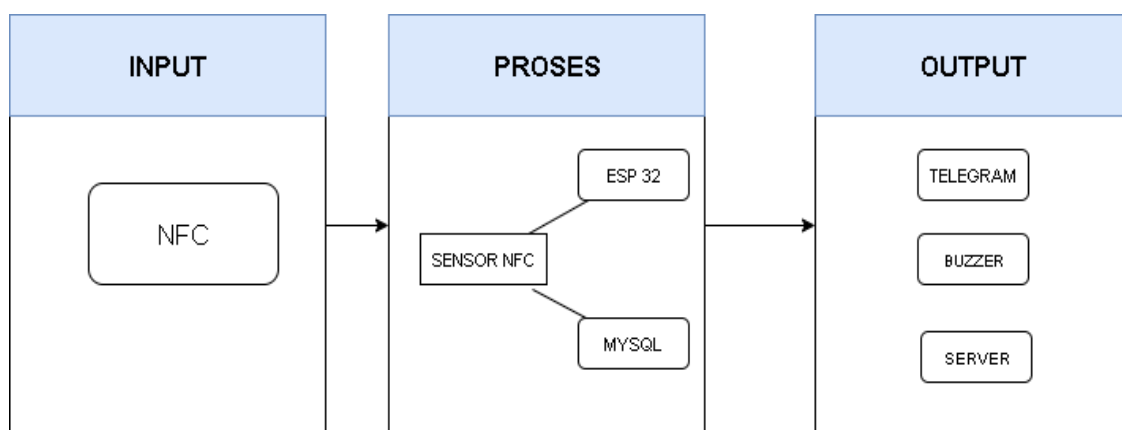 INPUT
NFC
PROSES
ESP 32
SENSOR NFC
MYSQL
OUTPUT
TELEGRAM
BUZZER
SERVER